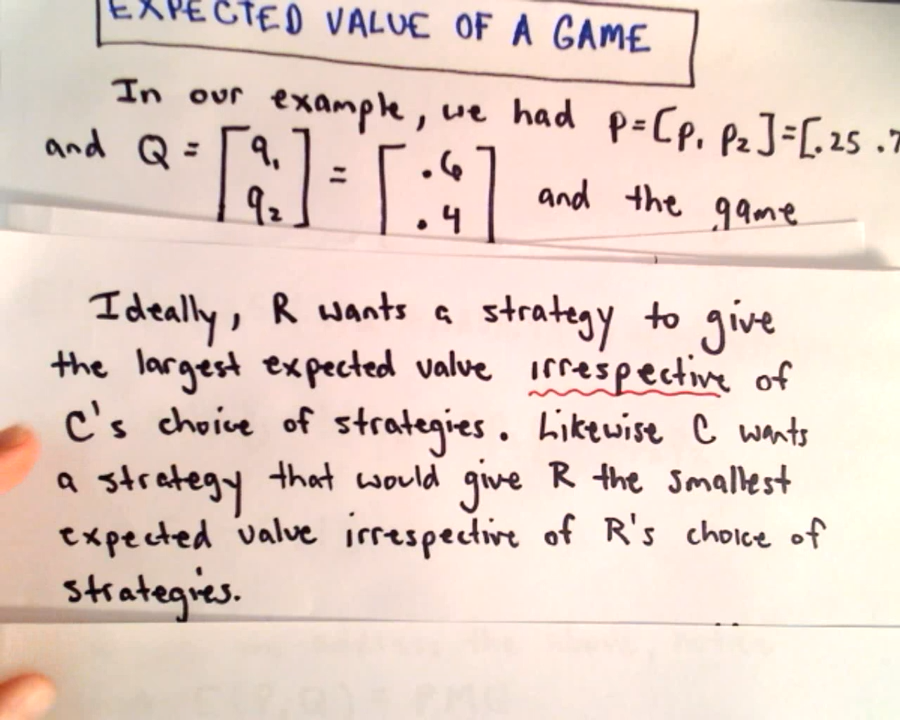 EXPECTED VALUE OF A GAME
In our example, we had P=[P₁ P₂]=[.25 .7
and Q = [q₁ q₂] = [.6 .4] and the game
Ideally, R wants a strategy to give
the largest expected value irrespective of
C's choice of strategies. Likewise C wants
a strategy that would give R the smallest
expected value irrespective of R's choice of
strategies.